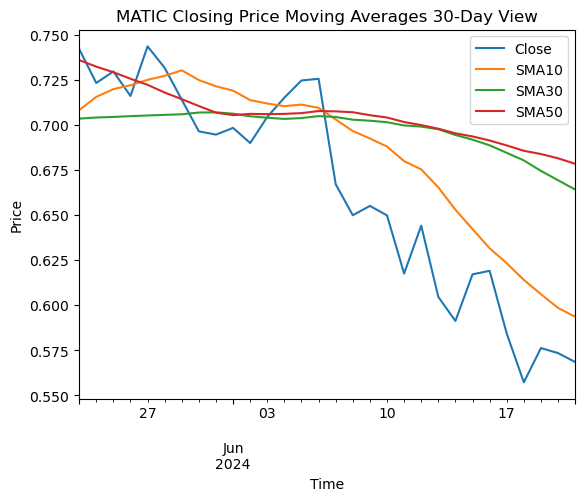 MATIC Closing Price Moving Averages 30-Day View
Close
SMA10
SMA30
SMA50
Price
0.750
0.725
0.700
0.675
0.650
0.625
0.600
0.575
0.550
27 03 10 17
Jun
2024
Time